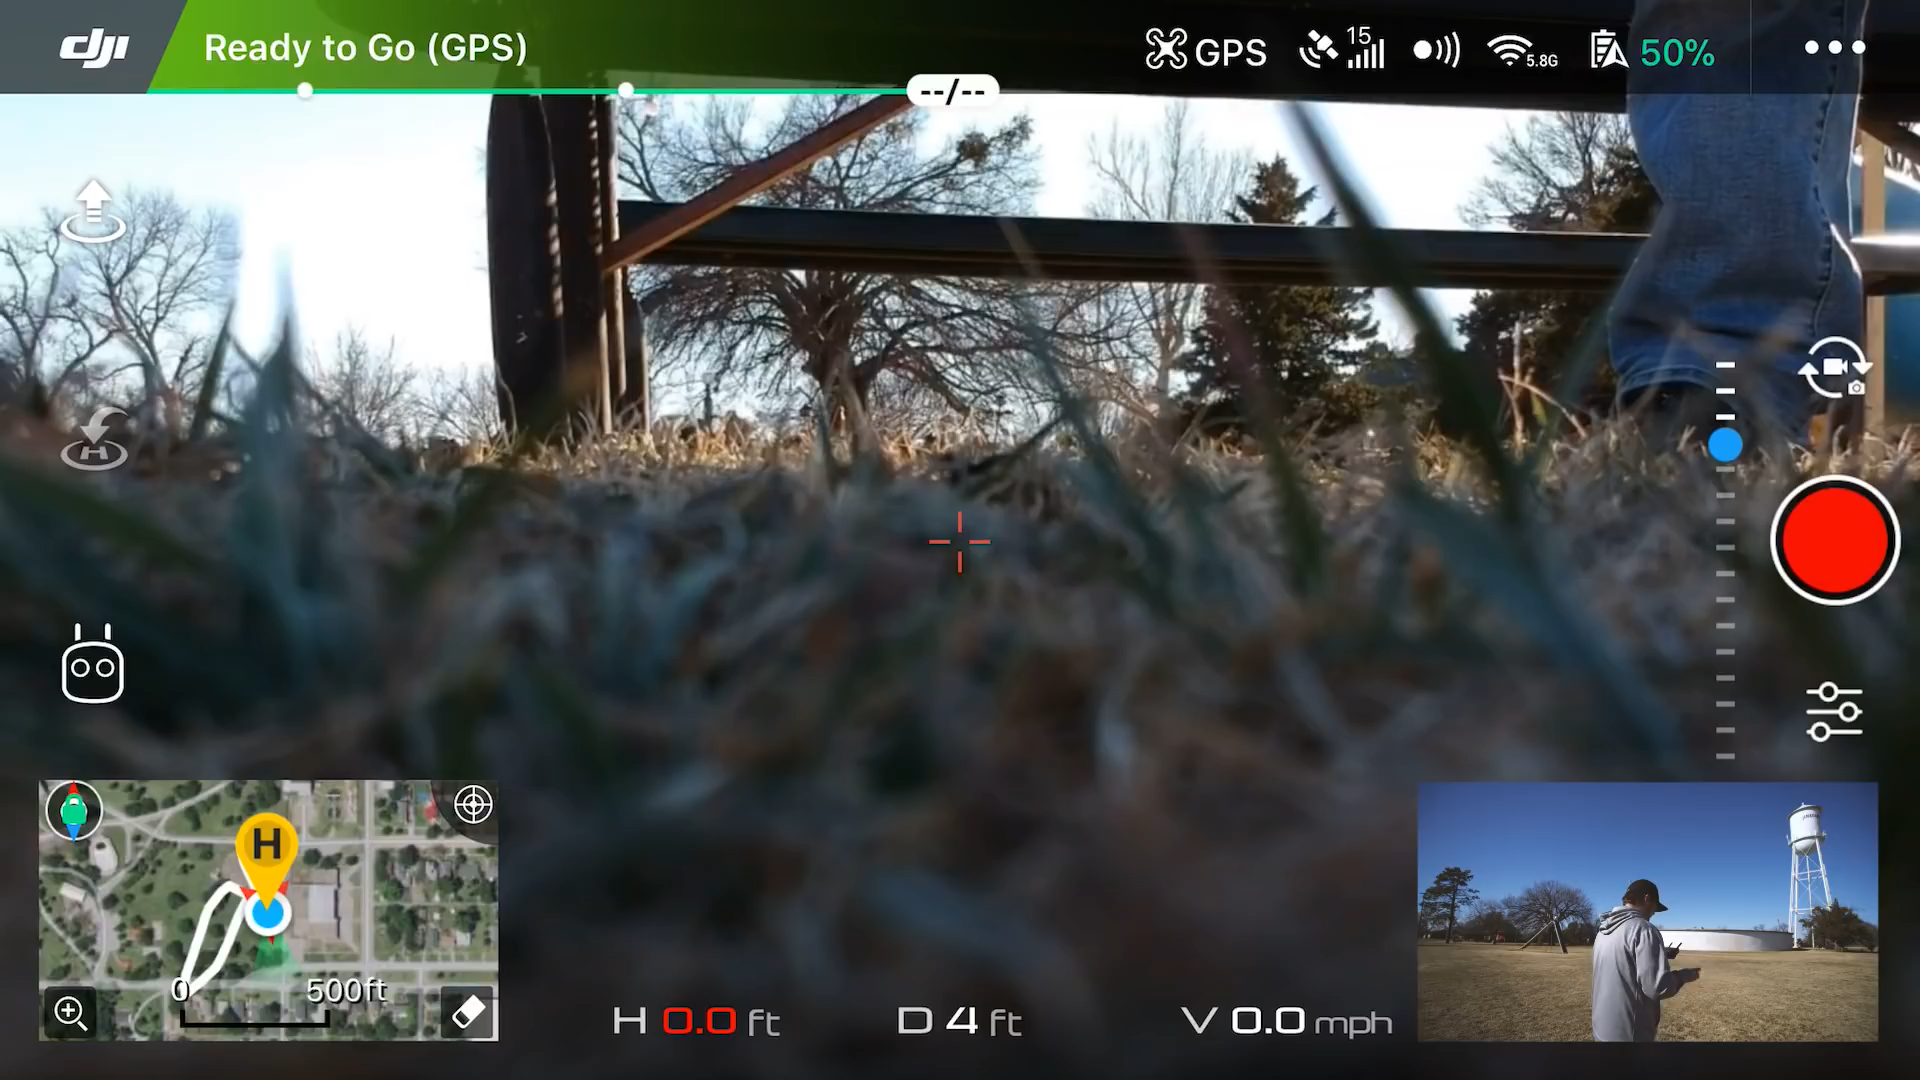 dji Ready to Go (GPS) GPS 15 5.8G 50%
--/--
H
H
0 500ft
H 0.0 ft D 4 ft V 0.0 mph